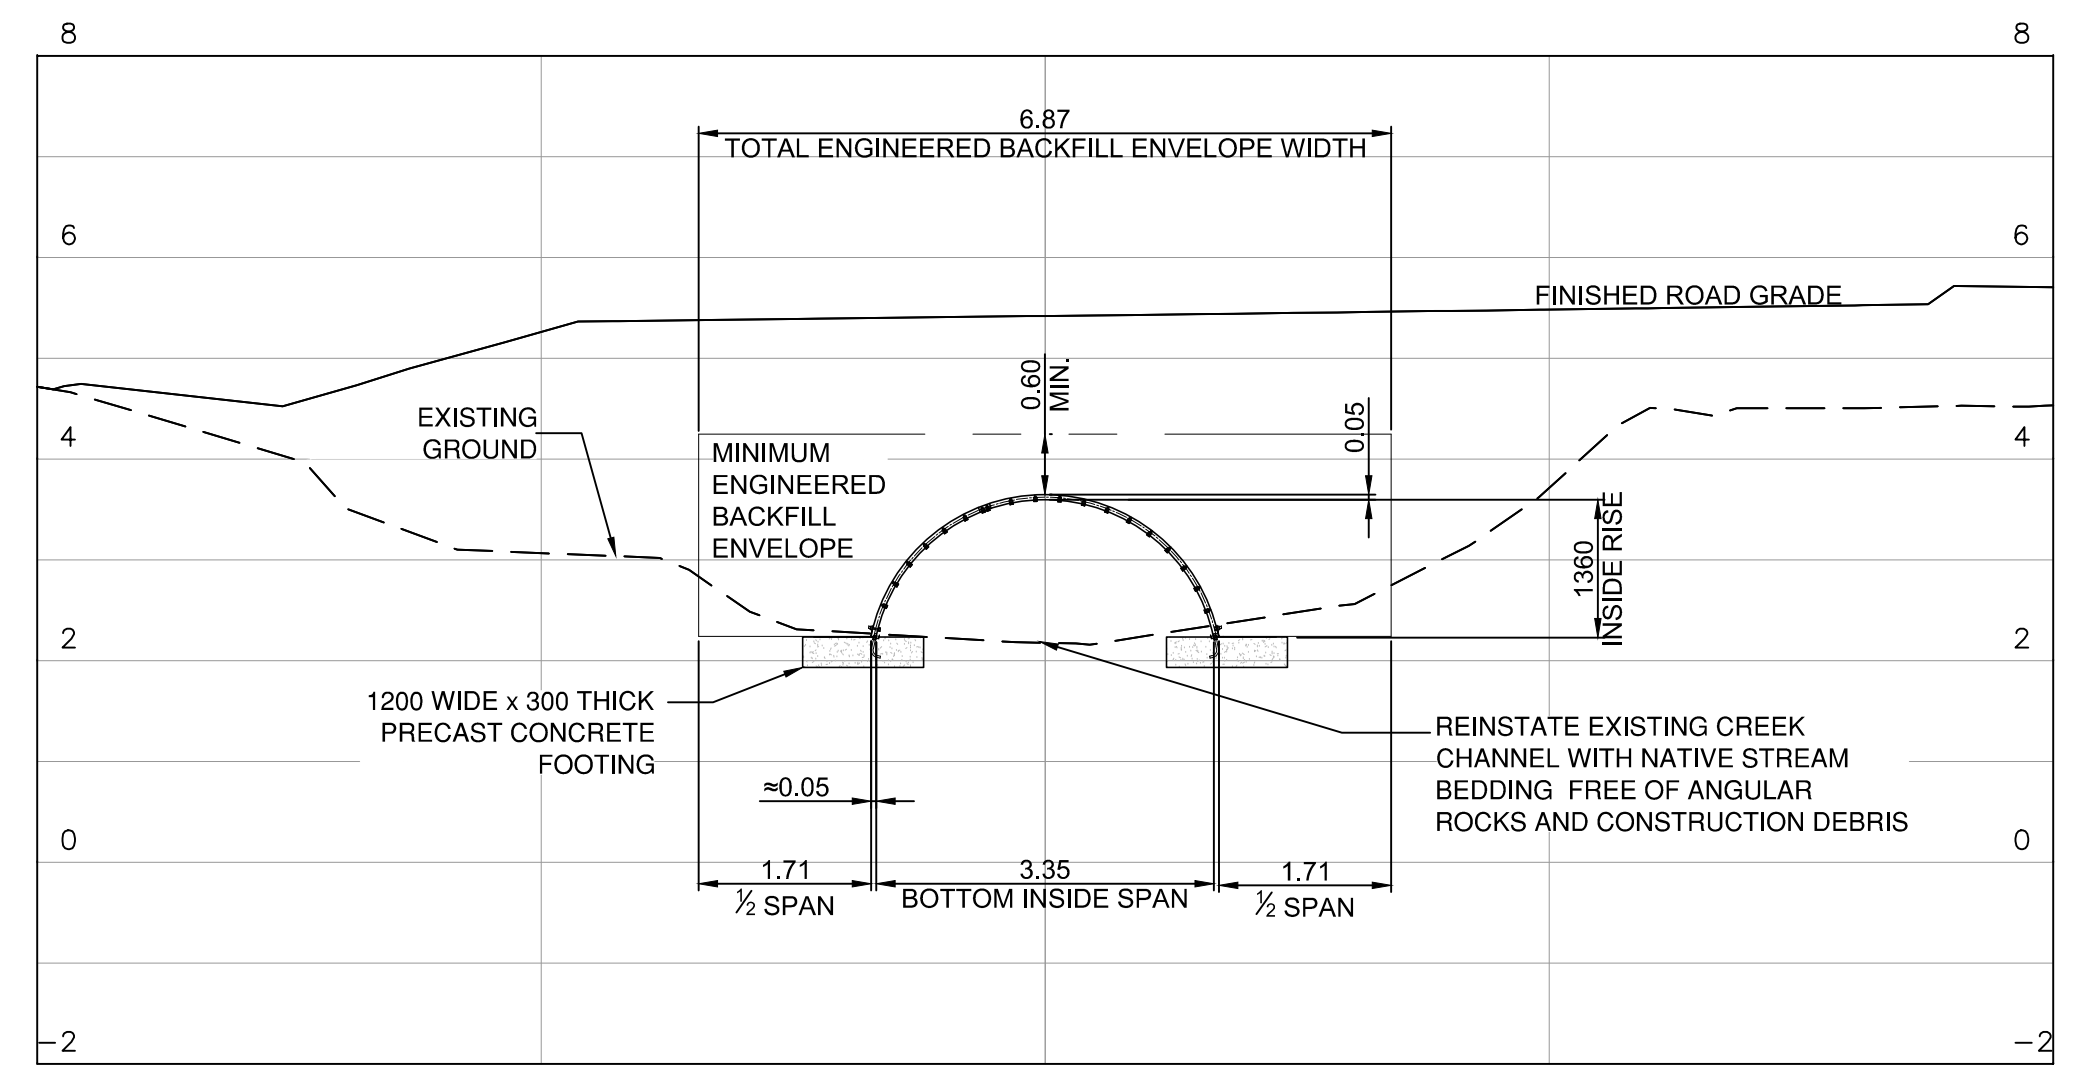 8
8
6.87
TOTAL ENGINEERED BACKFILL ENVELOPE WIDTH
6
6
FINISHED ROAD GRADE
0.60
MIN.
0.05
EXISTING
GROUND
4
4
MINIMUM
ENGINEERED
BACKFILL
ENVELOPE
1360
INSIDE RISE
2
2
1200 WIDE x 300 THICK
PRECAST CONCRETE
FOOTING
REINSTATE EXISTING CREEK
CHANNEL WITH NATIVE STREAM
BEDDING FREE OF ANGULAR
ROCKS AND CONSTRUCTION DEBRIS
≈0.05
0
0
1.71
½ SPAN
3.35
BOTTOM INSIDE SPAN
1.71
½ SPAN
-2
-2